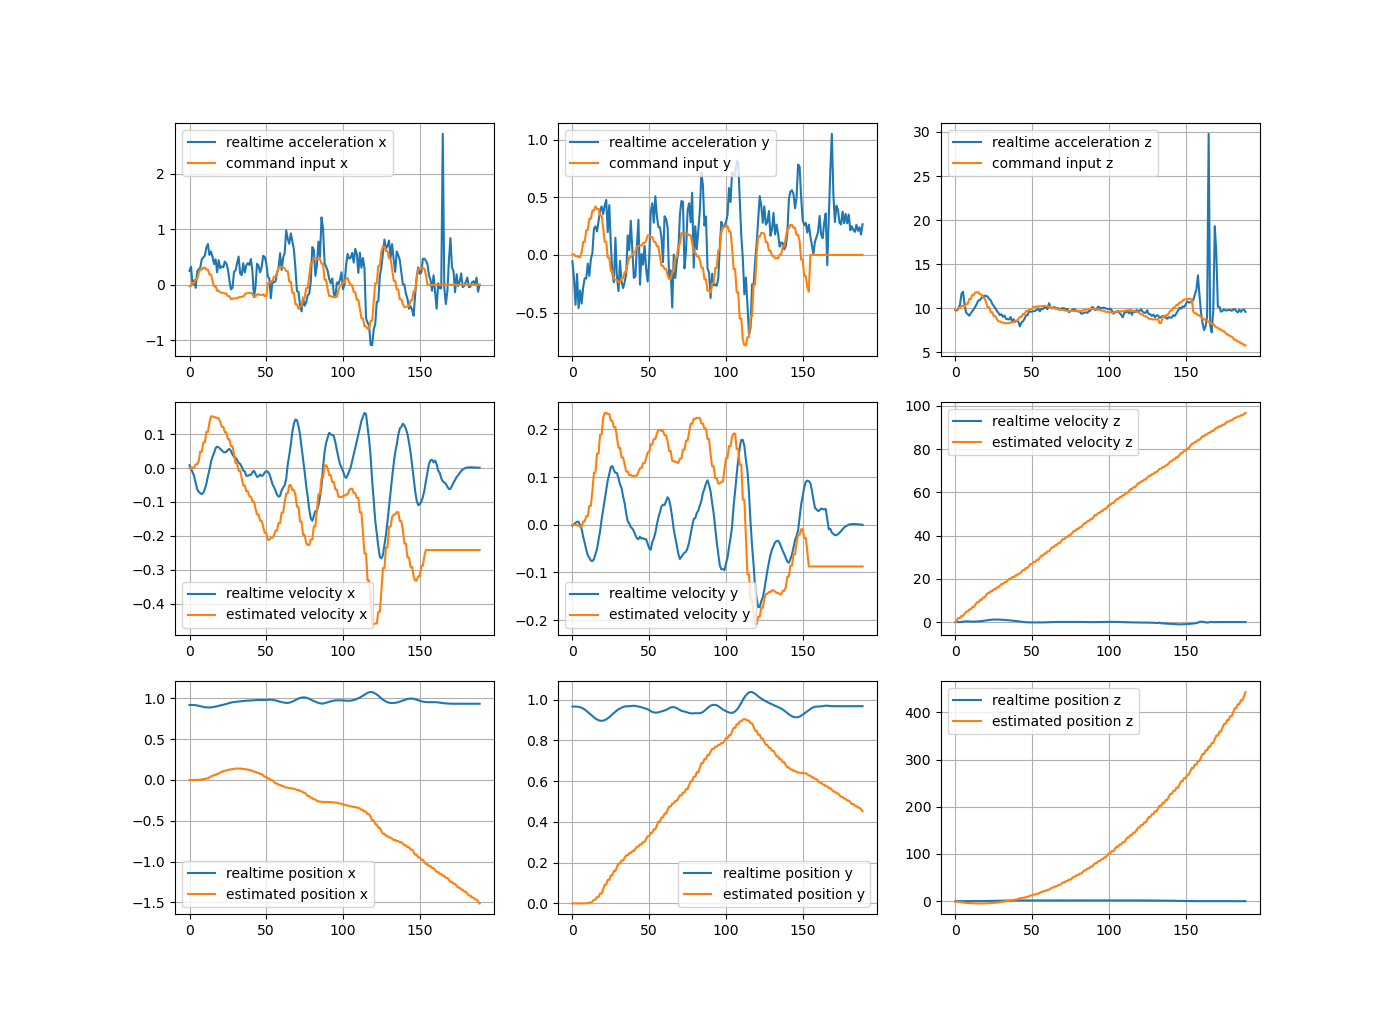 realtime acceleration x
command input x
2
1
0
−1
0 50 100 150
realtime acceleration y
command input y
1.0
0.5
0.0
−0.5
0 50 100 150
realtime acceleration z
command input z
30
25
20
15
10
5
0 50 100 150
0.1
0.0
−0.1
−0.2
−0.3
−0.4
realtime velocity x
estimated velocity x
0 50 100 150
0.2
0.1
0.0
−0.1
−0.2
realtime velocity y
estimated velocity y
0 50 100 150
realtime velocity z
estimated velocity z
100
80
60
40
20
0
0 50 100 150
1.0
0.5
0.0
−0.5
−1.0
−1.5
realtime position x
estimated position x
0 50 100 150
1.0
0.8
0.6
0.4
0.2
0.0
realtime position y
estimated position y
0 50 100 150
realtime position z
estimated position z
400
300
200
100
0
0 50 100 150